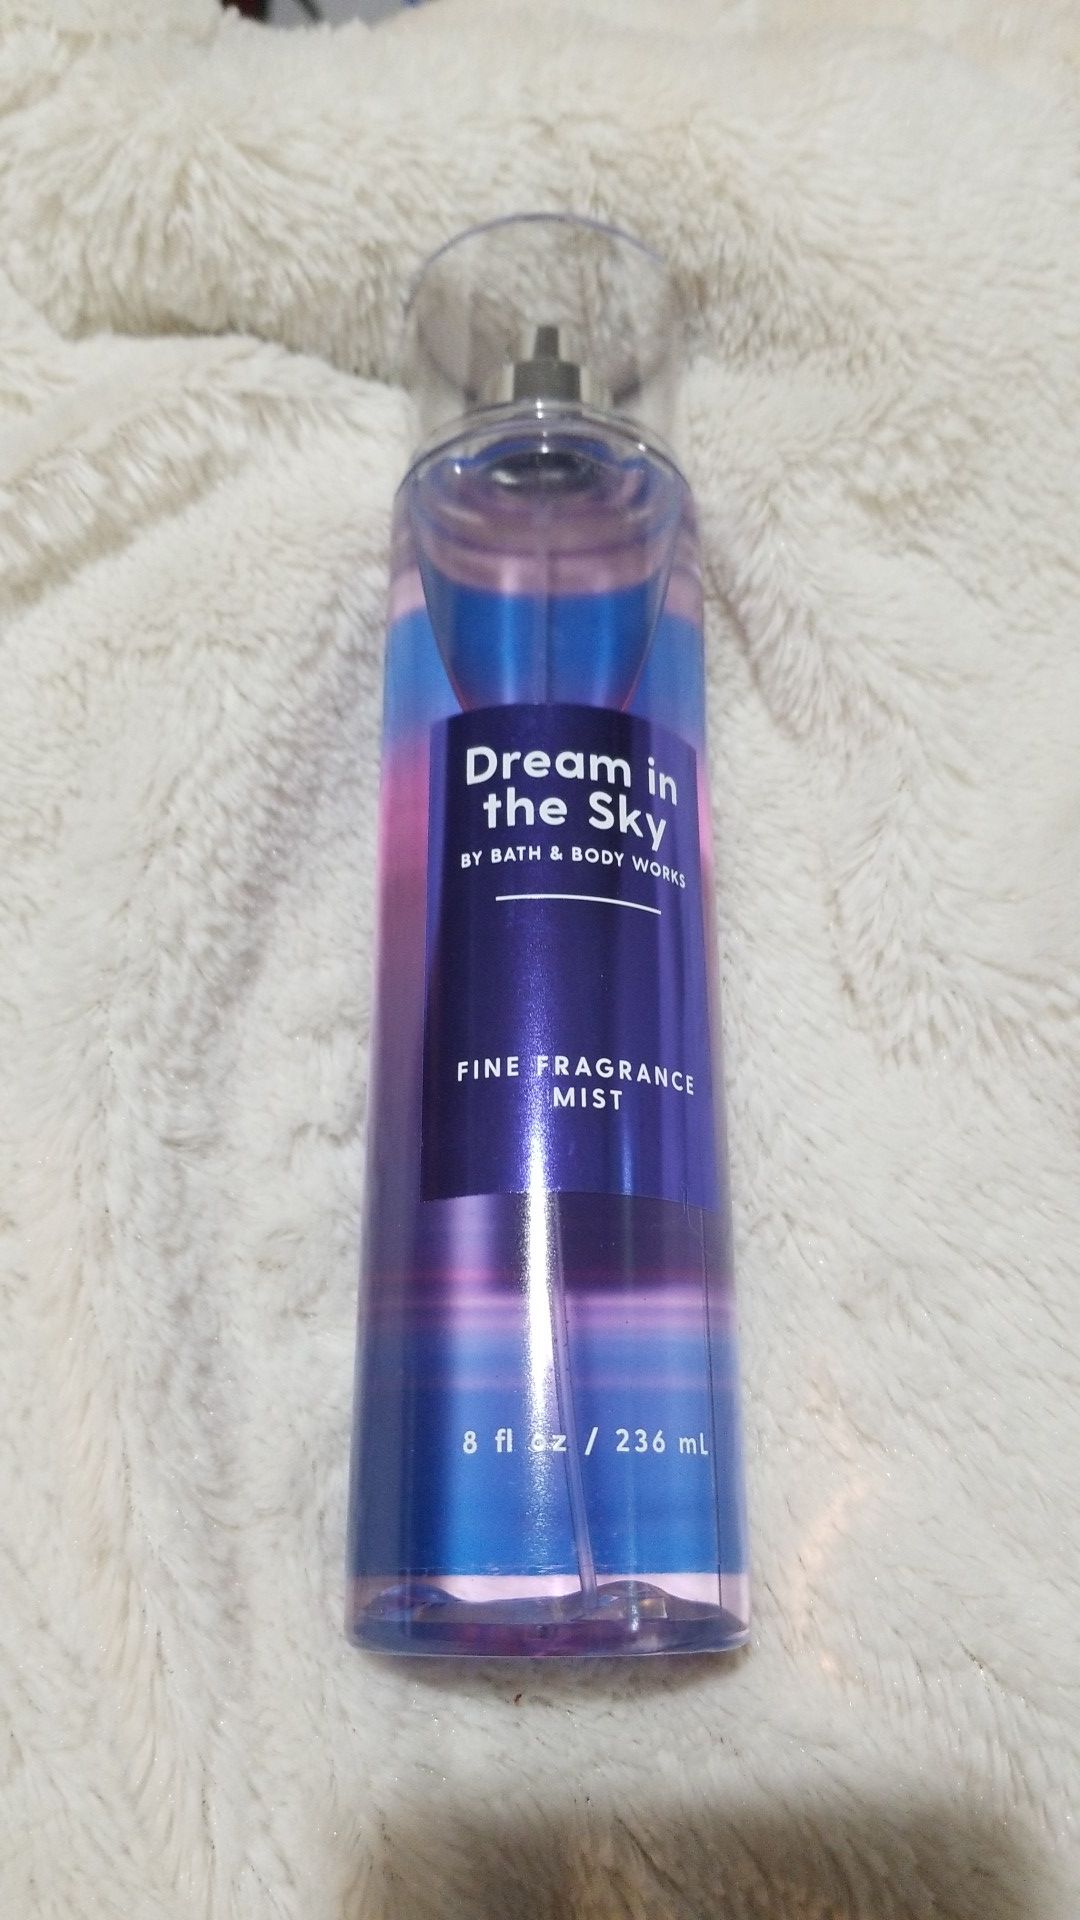 Dream in
the Sky
BY BATH & BODY WORKS
FINE FRAGRANCE
MIST
8 fl oz / 236 mL